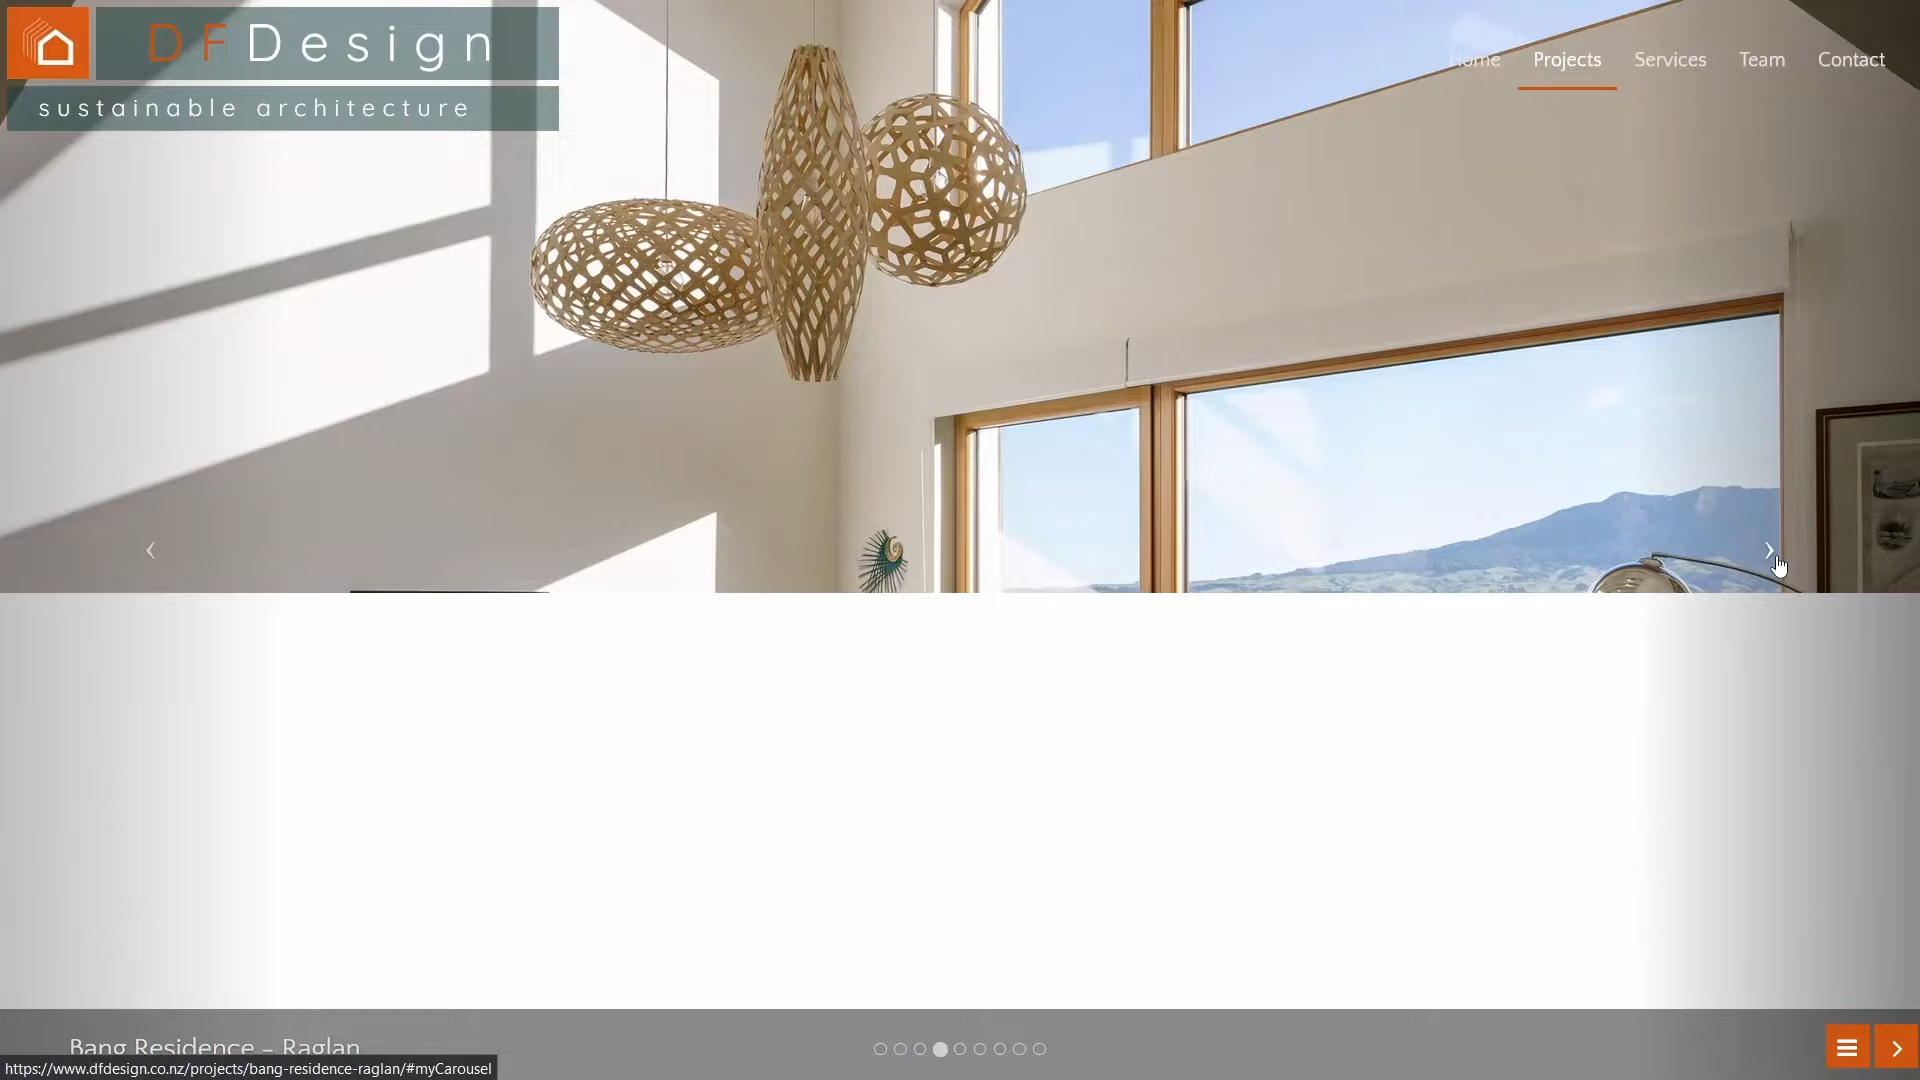 DFDesign
sustainable architecture
Home
Projects
Services
Team
Contact
Bang Residence – Raglan
https://www.dfdesign.co.nz/projects/bang-residence-raglan/#myCarousel